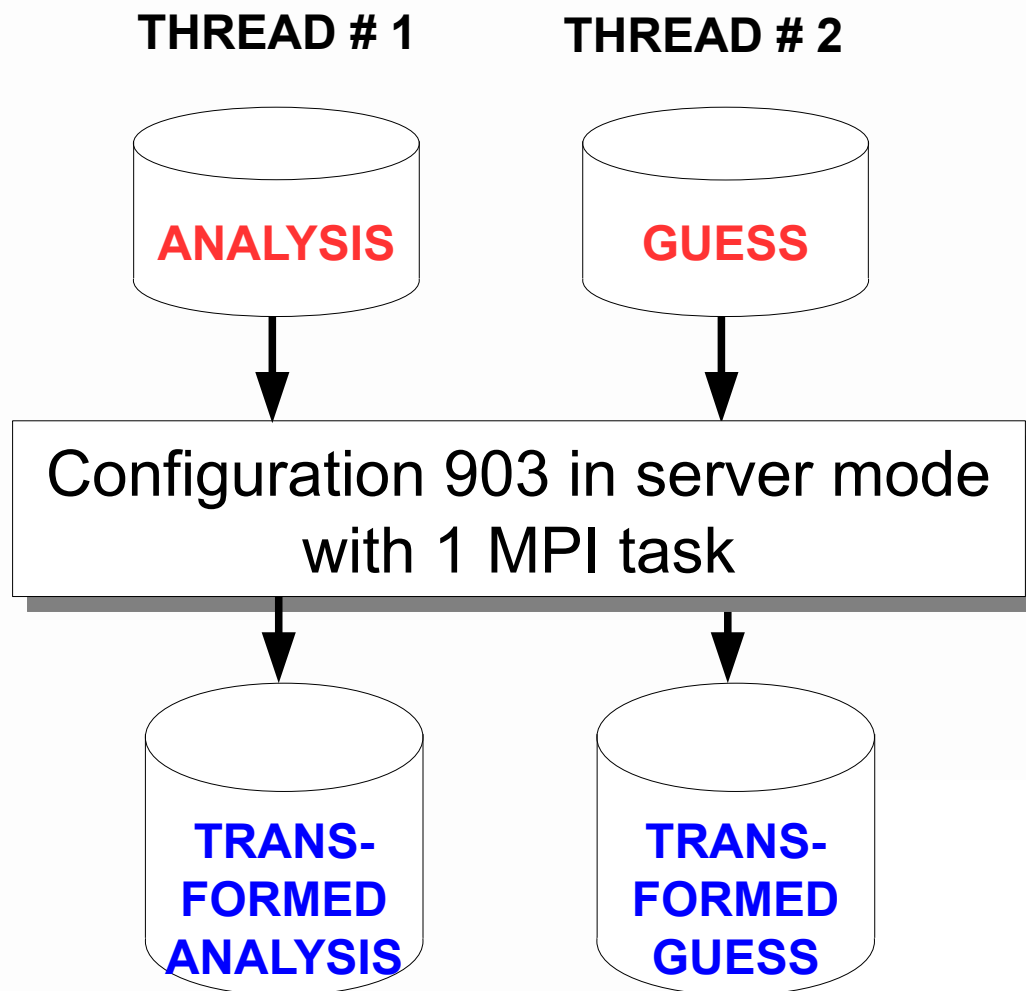 THREAD # 1
THREAD # 2
ANALYSIS
GUESS
Configuration 903 in server mode
with 1 MPI task
TRANS-
FORMED
ANALYSIS
TRANS-
FORMED
GUESS